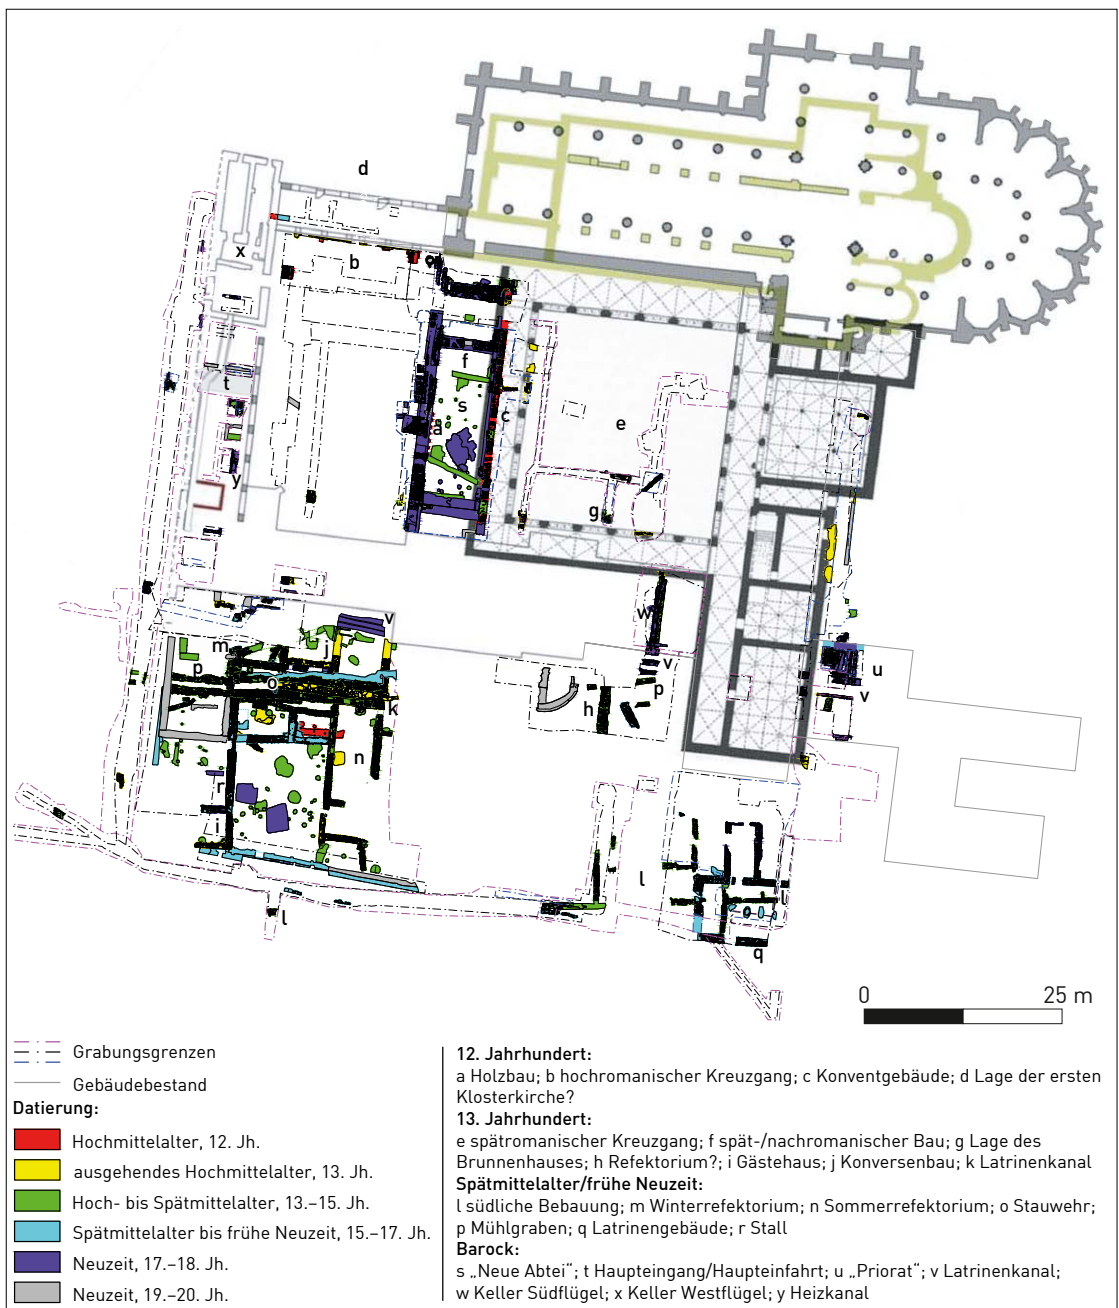 d
x
b
t
f
s
a
c
e
y
g
w
v
m
j
p
o
k
v
p
h
u
v
n
r
i
l
l
l
q
0 25 m
Grabungsgrenzen
Gebäudebestand
Datierung:
Hochmittelalter, 12. Jh.
ausgehendes Hochmittelalter, 13. Jh.
Hoch- bis Spätmittelalter, 13.–15. Jh.
Spätmittelalter bis frühe Neuzeit, 15.–17. Jh.
Neuzeit, 17.–18. Jh.
Neuzeit, 19.–20. Jh.
12. Jahrhundert:
a Holzbau; b hochromanischer Kreuzgang; c Konventgebäude; d Lage der ersten
Klosterkirche?
13. Jahrhundert:
e spätromanischer Kreuzgang; f spät-/nachromanischer Bau; g Lage des
Brunnenhauses; h Refektorium?; i Gästehaus; j Konversenbau; k Latrinenkanal
Spätmittelalter/frühe Neuzeit:
l südliche Bebauung; m Winterrefektorium; n Sommerrefektorium; o Stauwehr;
p Mühlgraben; q Latrinengebäude; r Stall
Barock:
s „Neue Abtei“; t Haupteingang/Haupteinfahrt; u „Priorat“; v Latrinenkanal;
w Keller Südflügel; x Keller Westflügel; y Heizkanal